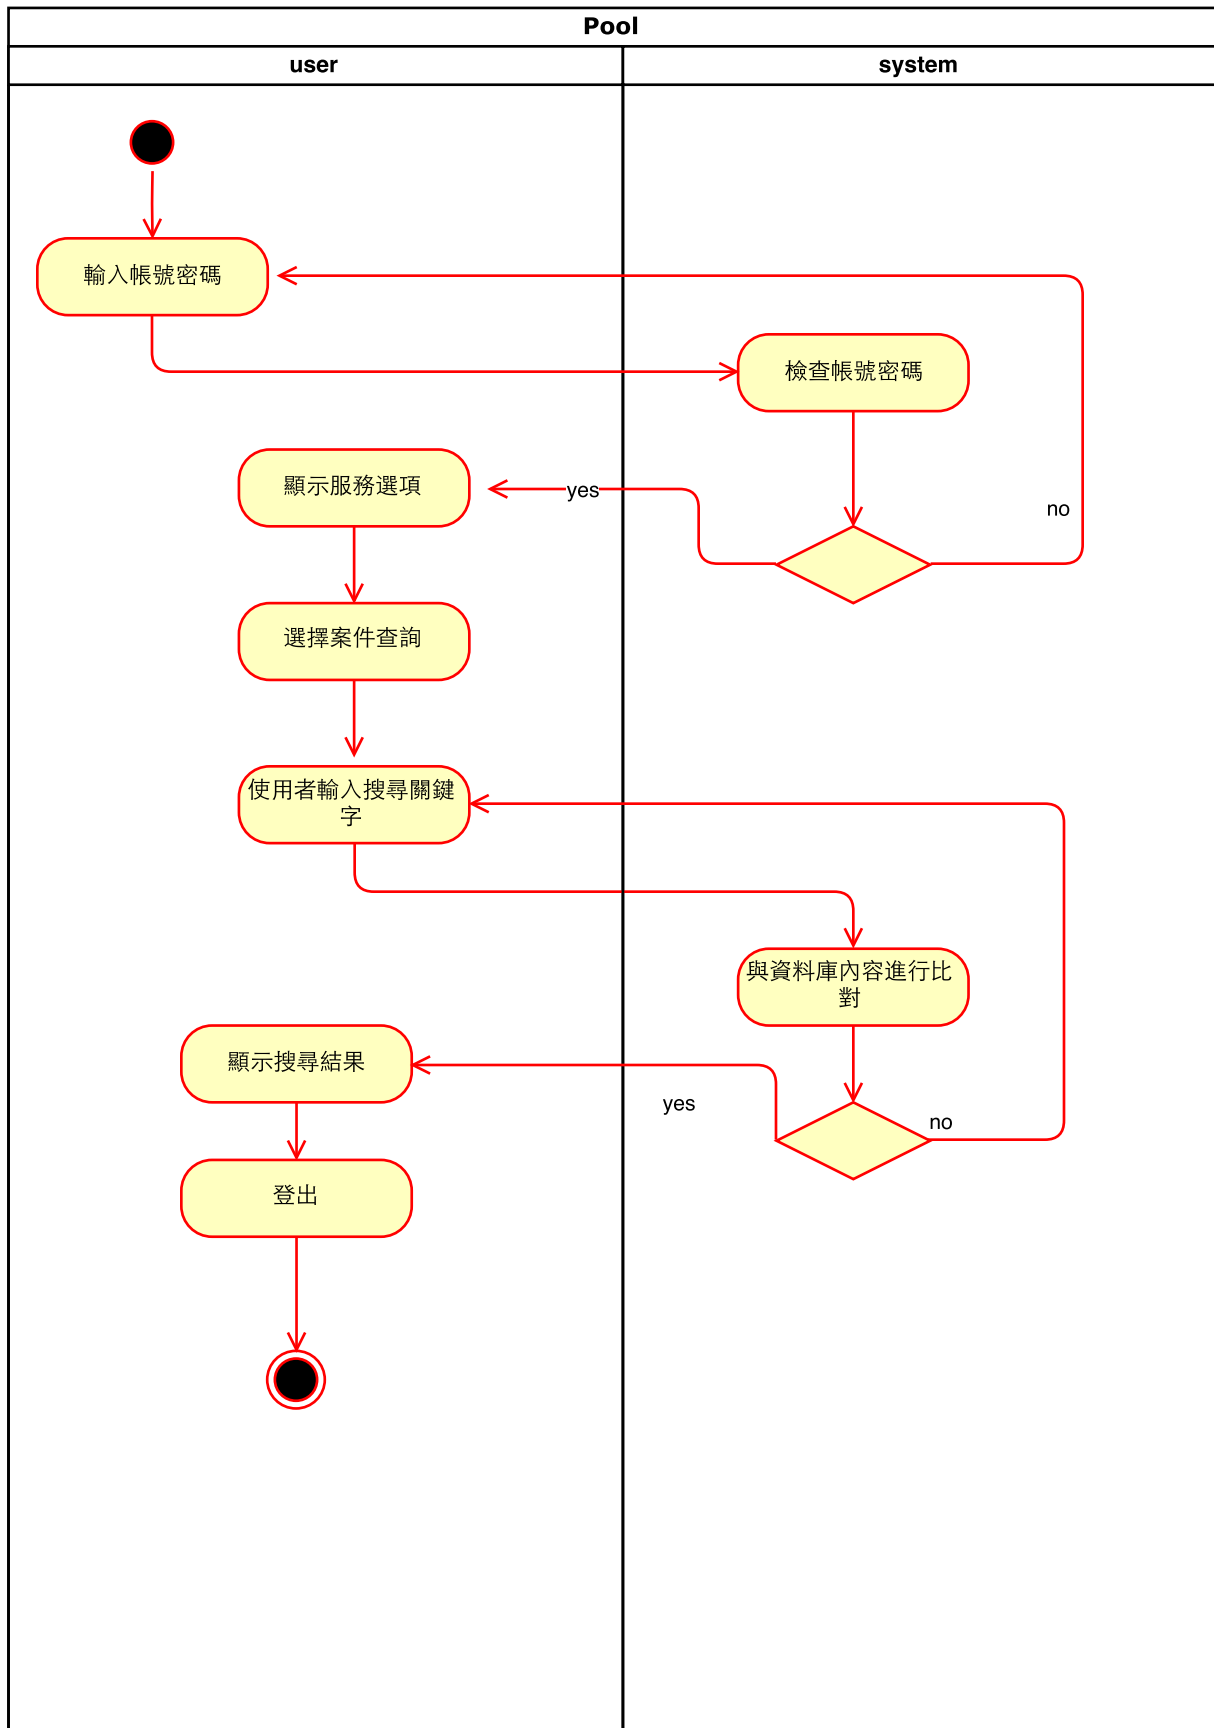 Pool
user
system
輸入帳號密碼
檢查帳號密碼
顯示服務選項
yes
no
選擇案件查詢
使用者輸入搜尋關鍵
字
與資料庫內容進行比
對
顯示搜尋結果
yes
no
登出